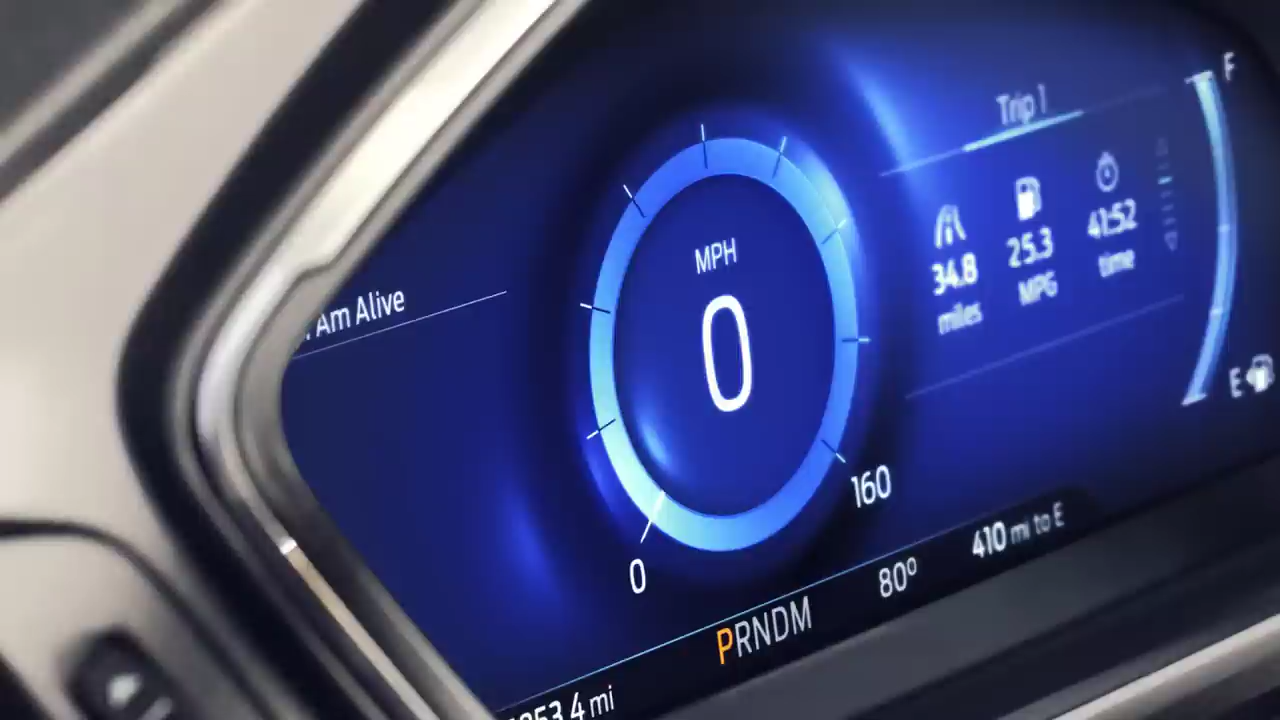 Am Alive
MPH
0
0
160
Trip 1
34.8
miles
25.3
MPG
41:52
time
F
E
PRNDM
80º
410 mi to E
353.4 mi